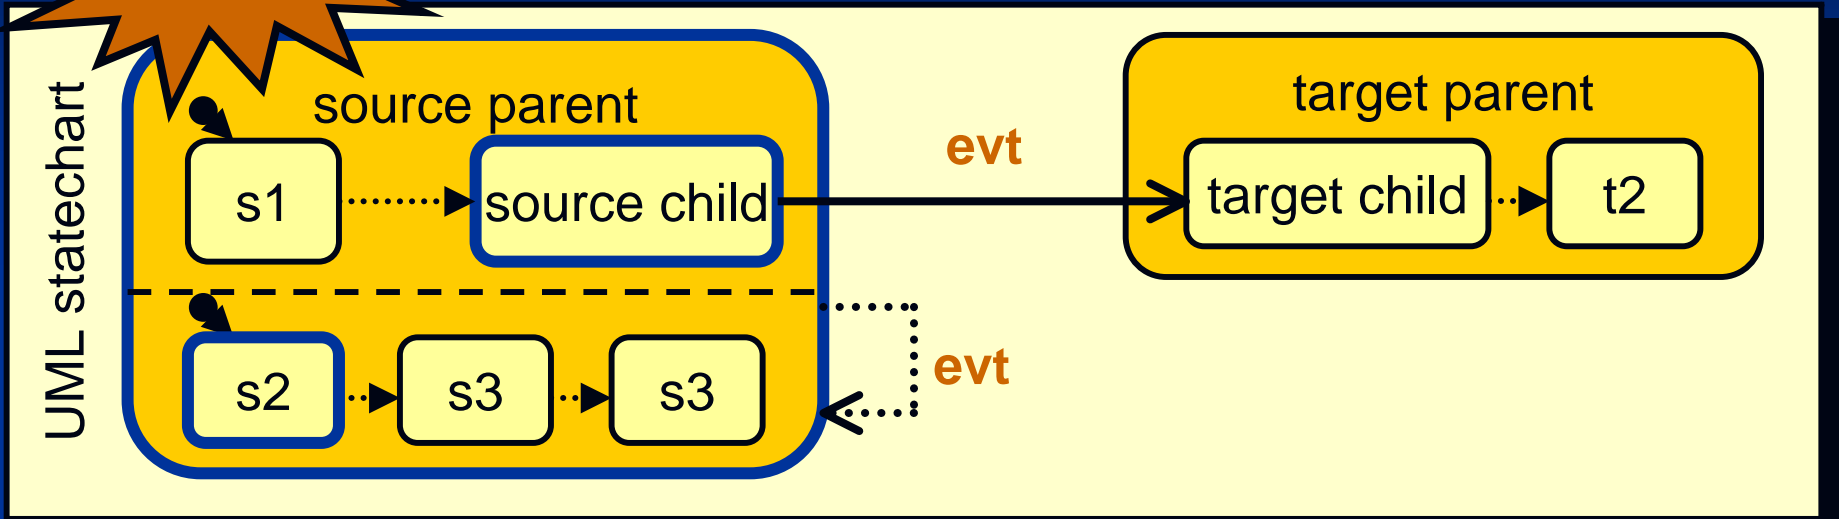 UML statechart
source parent
s1
source child
s2
s3
s3
evt
evt
target parent
target child
t2